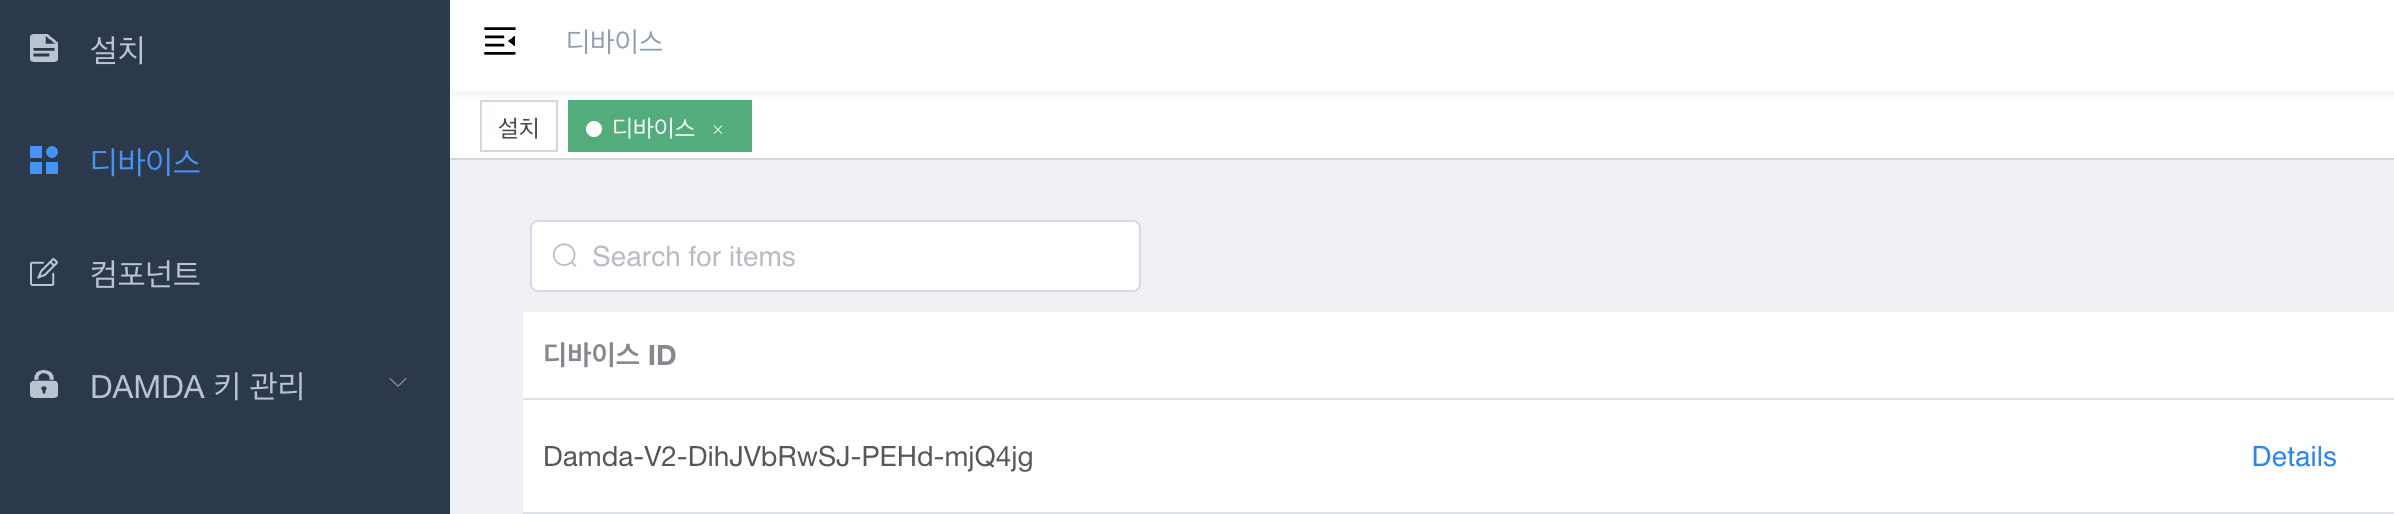 설치
디바이스
컴포넌트
DAMDA 키 관리
디바이스
설치
디바이스 ×
Search for items
디바이스 ID
Damda-V2-DihJVbRwSJ-PEHd-mjQ4jg
Details